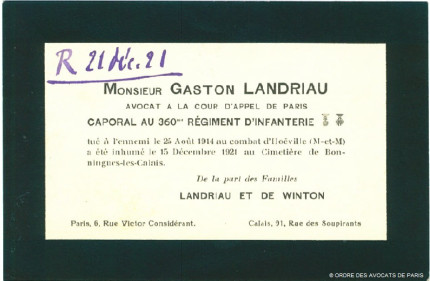 R 21 déc. 21
MONSIEUR GASTON LANDRIAU
AVOCAT A LA COUR D'APPEL DE PARIS
CAPORAL AU 360me RÉGIMENT D'INFANTERIE
tué à l'ennemi le 25 Août 1914 au combat d'Hoéville (M-et-M)
a été inhumé le 15 Décembre 1921 au Cimetière de Bon-
ningues-les-Calais.
De la part des Familles
LANDRIAU ET DE WINTON
Paris, 6, Rue Victor Considérant. Calais, 91, Rue des Soupirants
© ORDRE DES AVOCATS DE PARIS